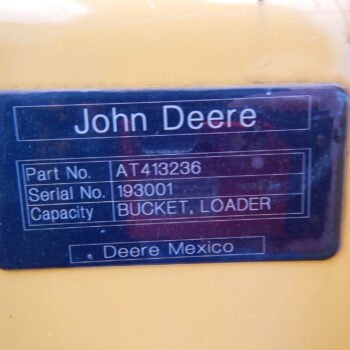 John Deere
Part No. AT413236
Serial No. 193001
Capacity BUCKET, LOADER
Deere Mexico